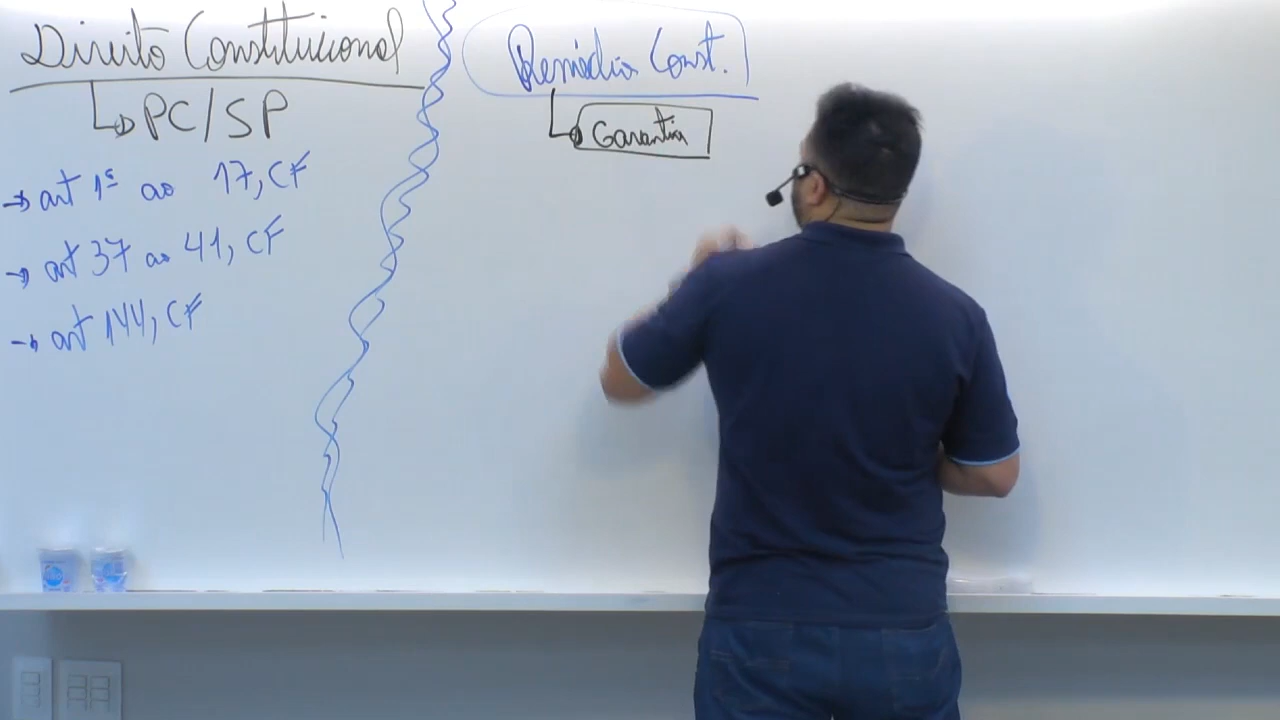 Direito Constitucional
PC/SP
→ art 1º ao 17, CF
→ art 37 ao 41, CF
→ art 144, CF
Remédios Const.
Garantias